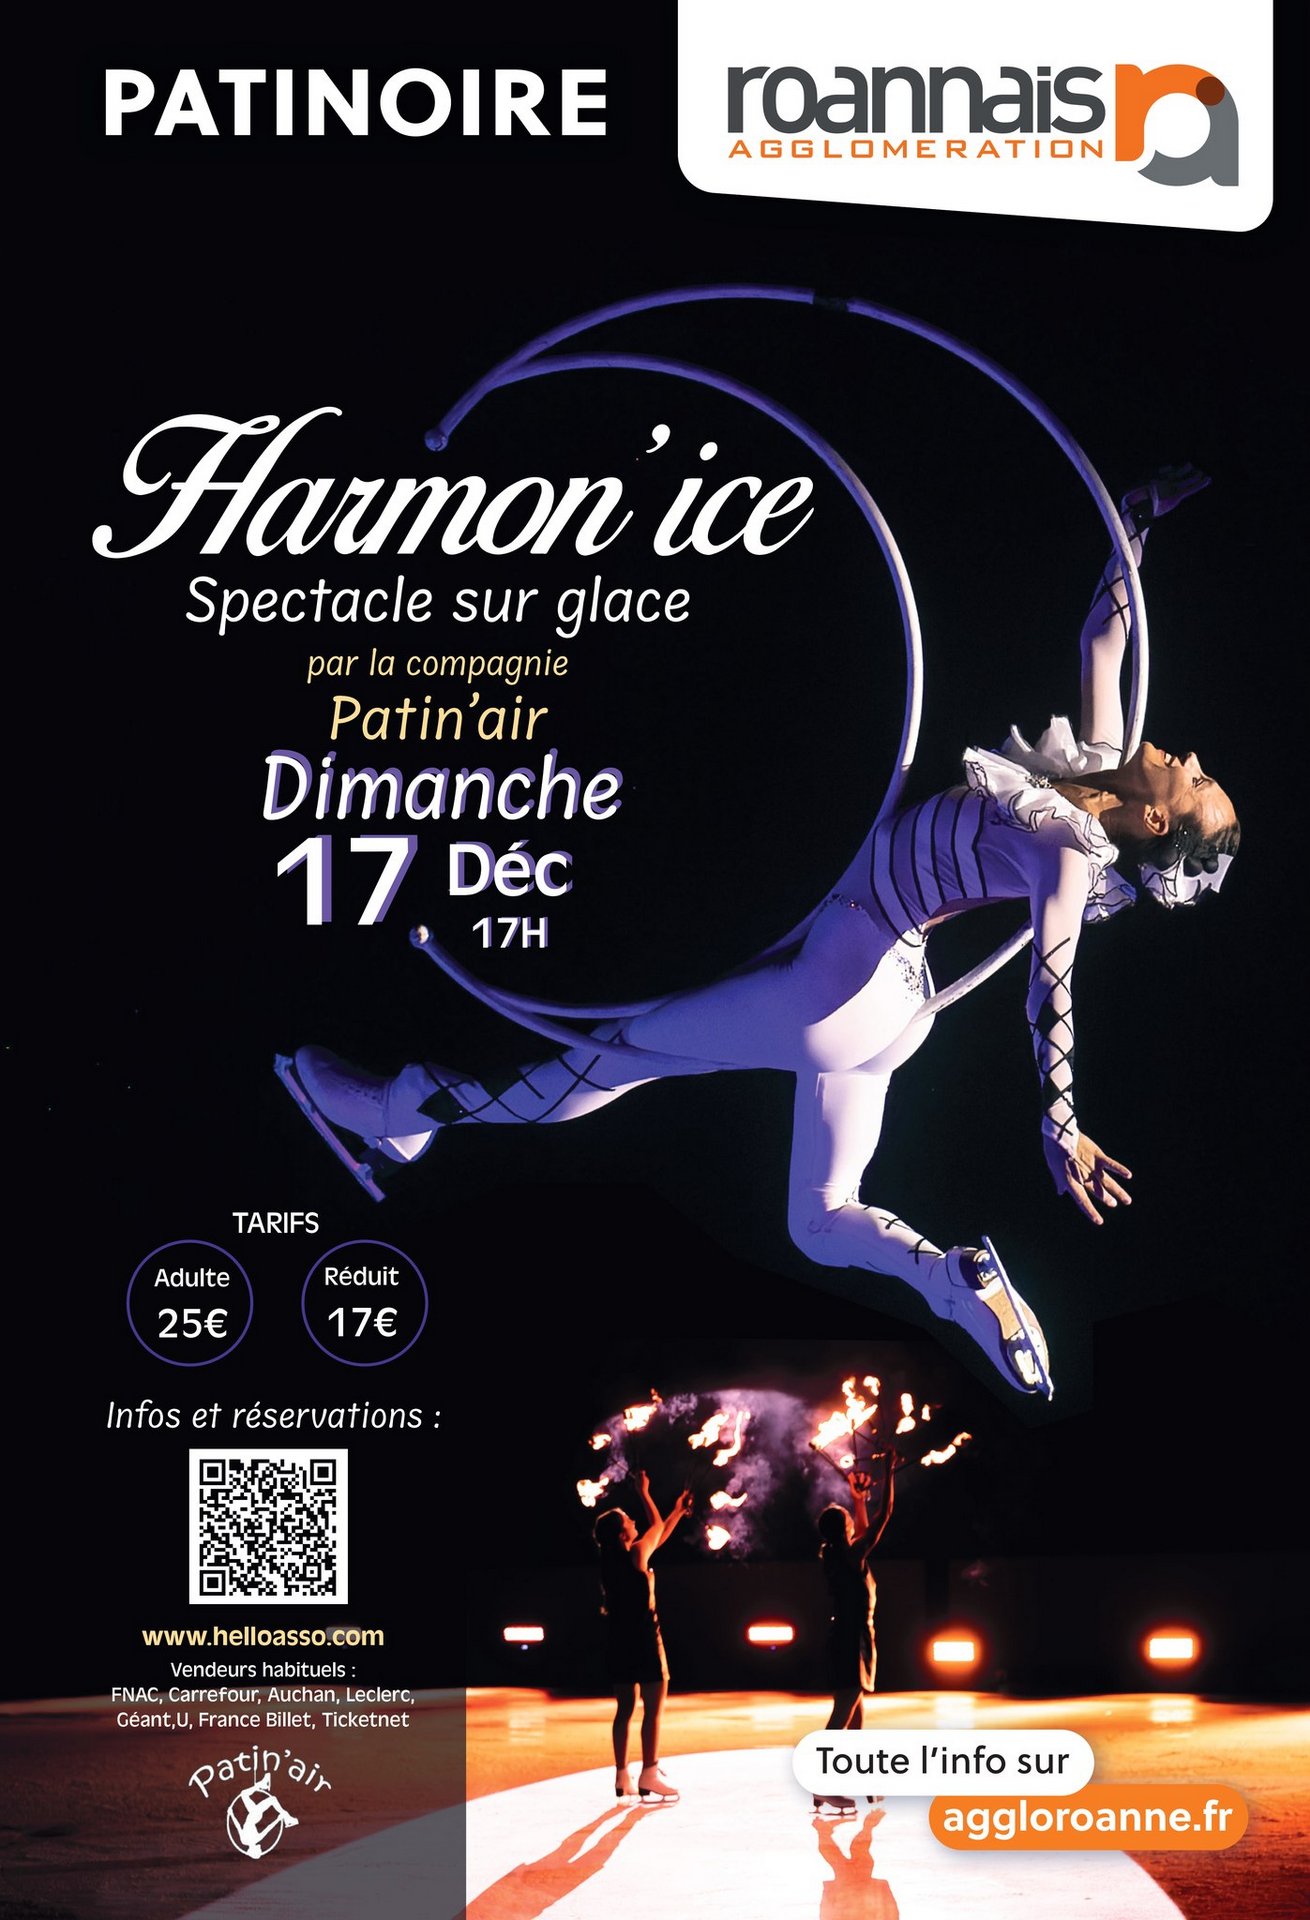 PATINOIRE
roannais
AGGLOMERATION
Harmon'ice
Spectacle sur glace
par la compagnie
Patin'air
Dimanche
17 Déc
17H
TARIFS
Adulte
25€
Réduit
17€
Infos et réservations :
www.helloasso.com
Vendeurs habituels :
FNAC, Carrefour, Auchan, Leclerc,
Géant,U, France Billet, Ticketnet
Patin'air
Toute l'info sur
aggloroanne.fr